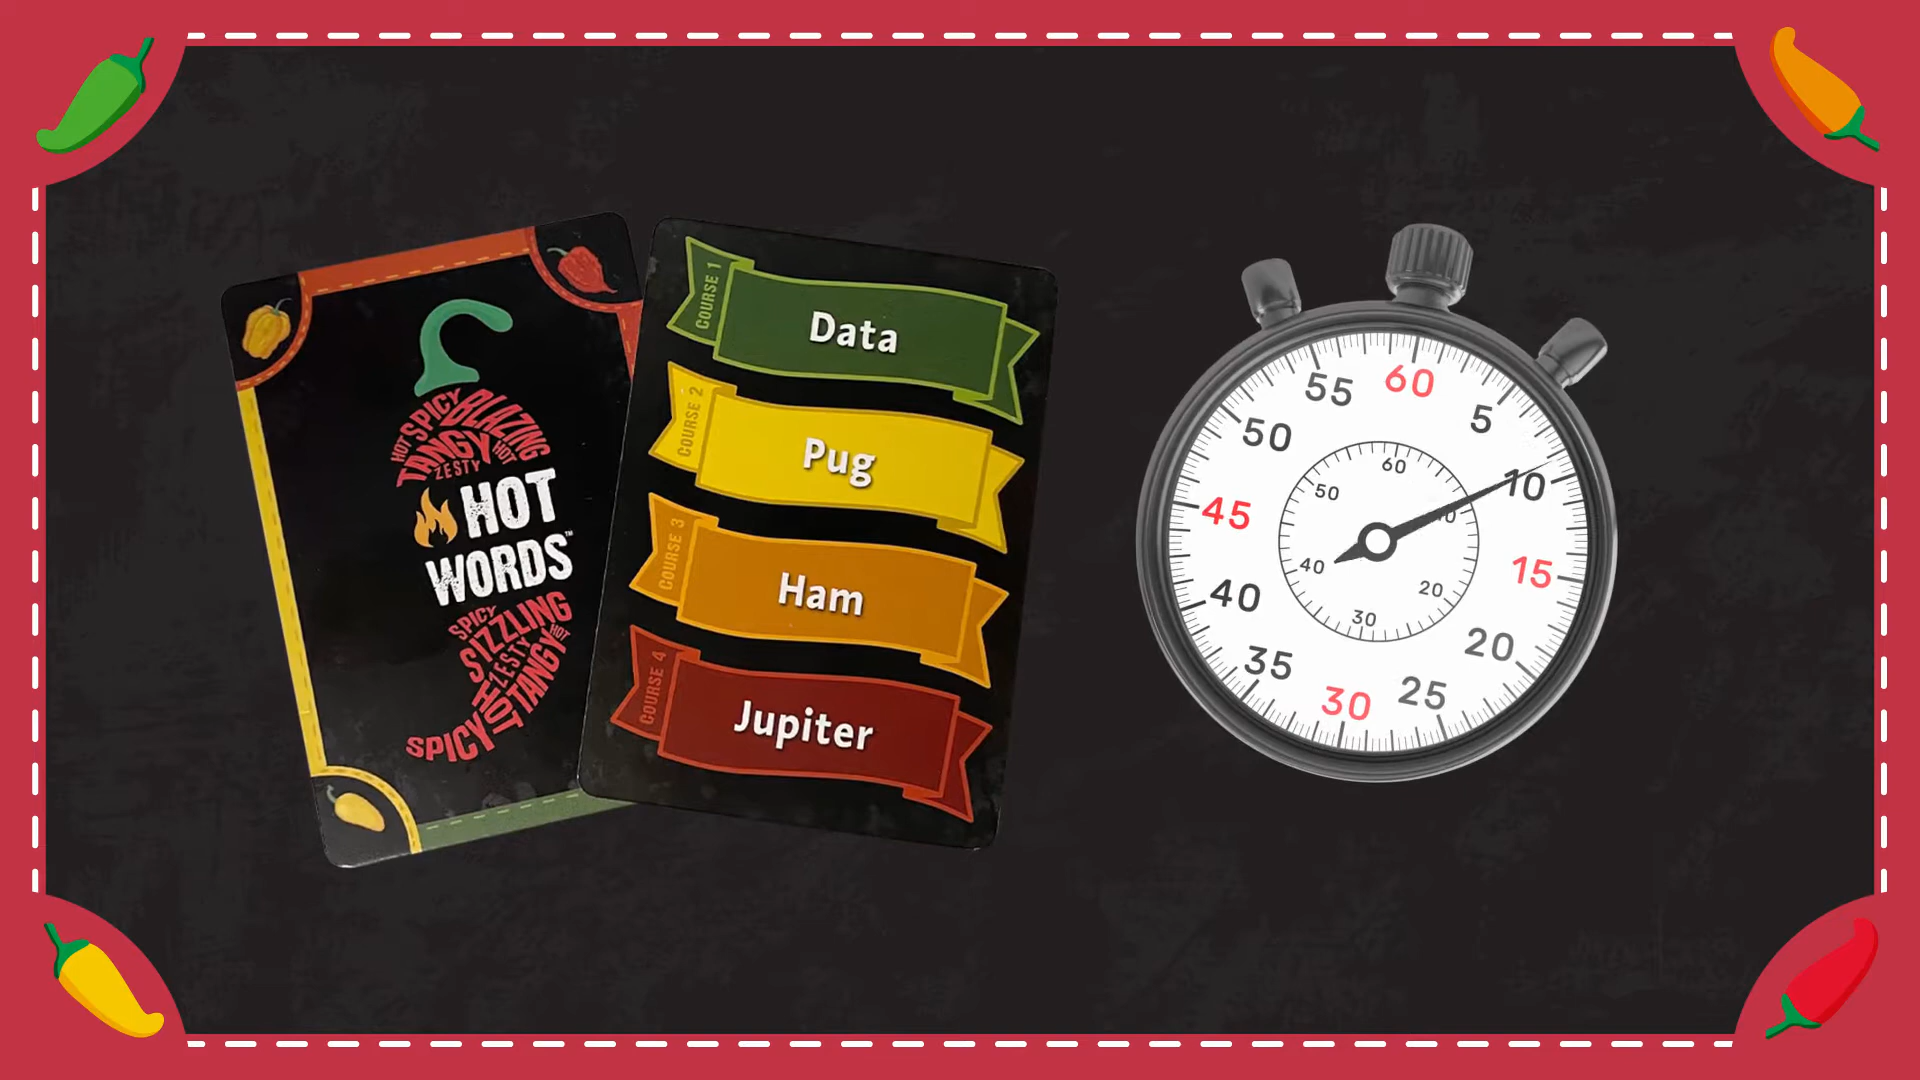 HOT SPICY BLAZING
TANGY HOT
ZESTY
HOT
WORDS™
SPICY
SIZZLING
HOT
ZESTY
HOT TANGY
SPICY
COURSE 1
Data
COURSE 2
Pug
COURSE 3
Ham
COURSE 4
Jupiter
60
5
10
15
20
25
30
35
40
45
50
55
60
20
30
40
50